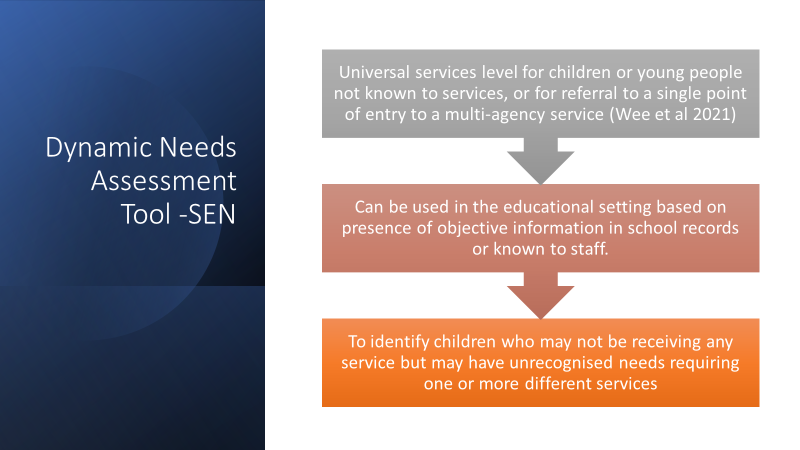 Dynamic Needs
Assessment
Tool -SEN
Universal services level for children or young people
not known to services, or for referral to a single point
of entry to a multi-agency service (Wee et al 2021)
Can be used in the educational setting based on
presence of objective information in school records
or known to staff.
To identify children who may not be receiving any
service but may have unrecognised needs requiring
one or more different services